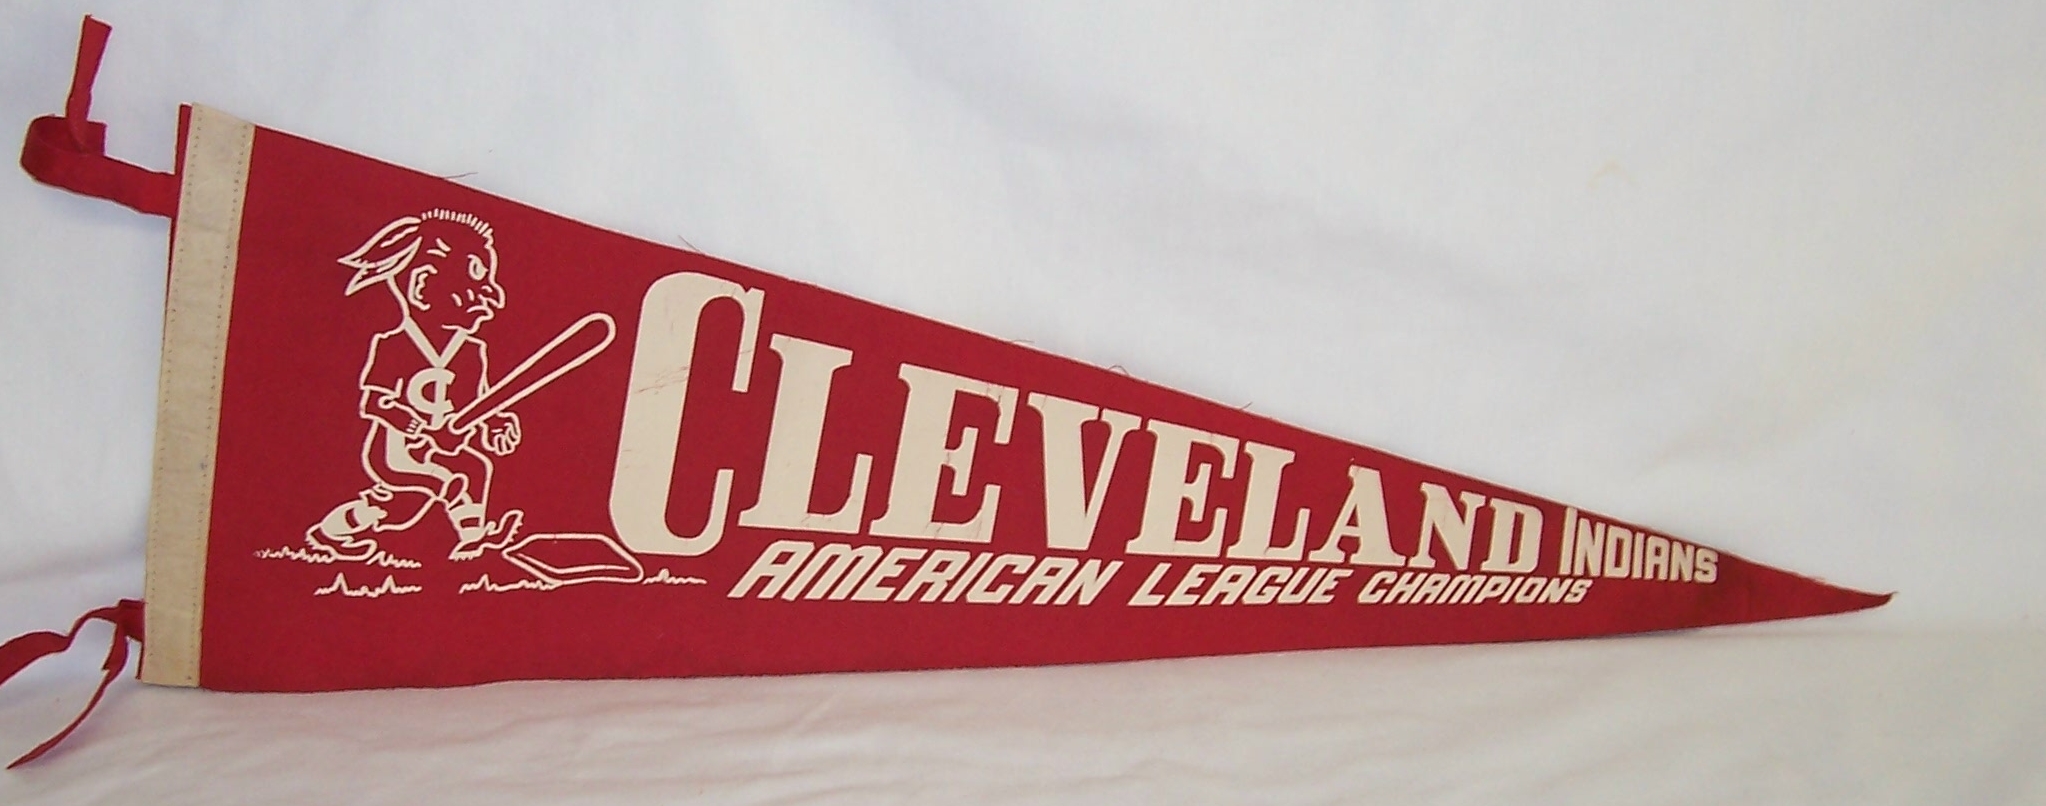 C
CLEVELAND INDIANS
AMERICAN LEAGUE CHAMPIONS